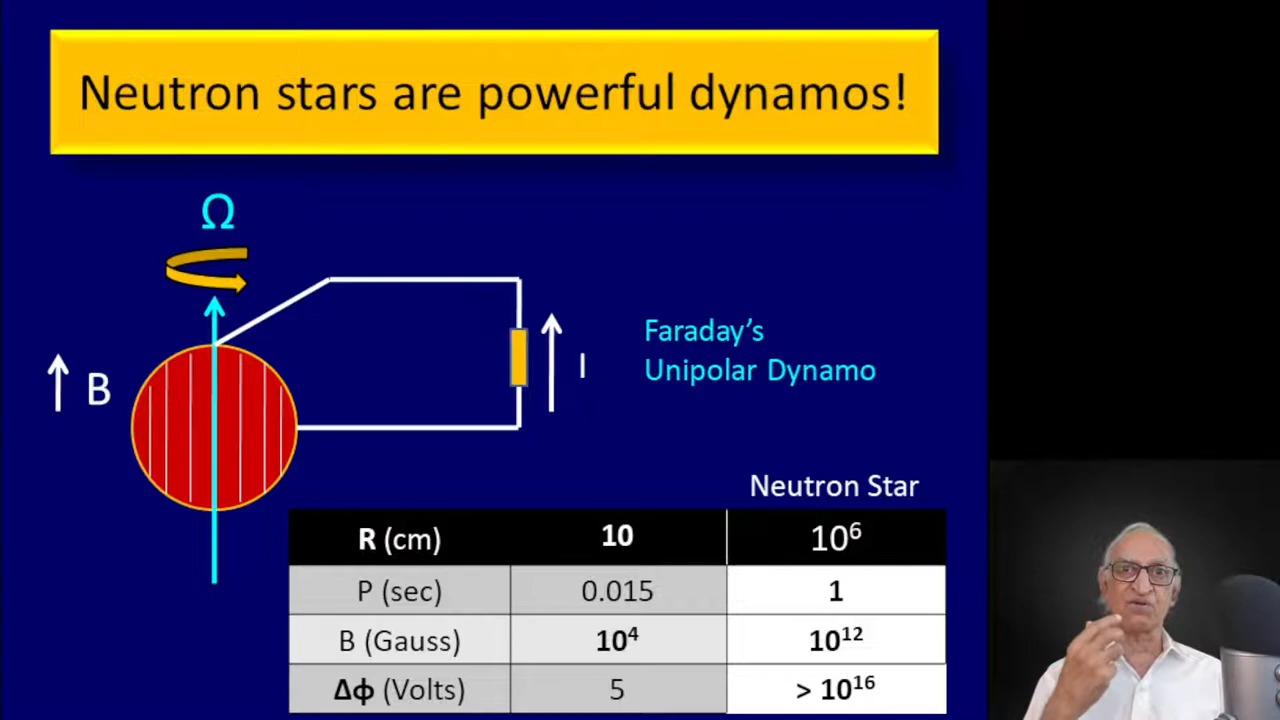 Neutron stars are powerful dynamos!
Ω
B
I
Faraday’s
Unipolar Dynamo
Neutron Star
R (cm) 10 10⁶
P (sec) 0.015 1
B (Gauss) 10⁴ 10¹²
Δϕ (Volts) 5 > 10¹⁶